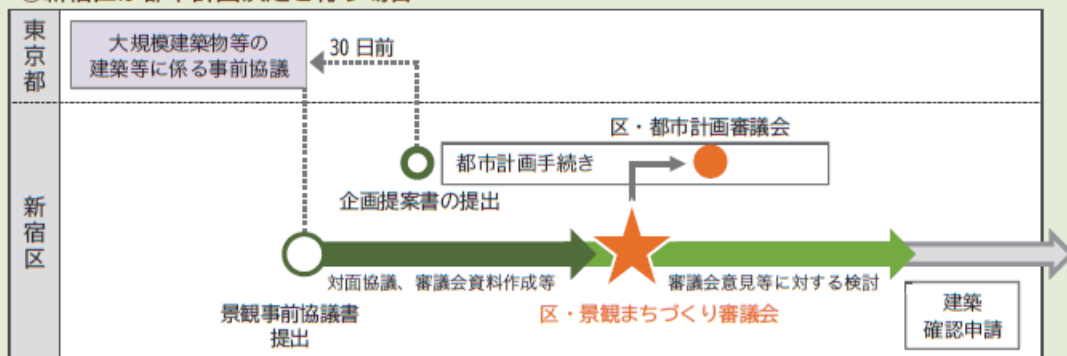 東京都
大規模建築物等の
建築等に係る事前協議
30 日前
区・都市計画審議会
都市計画手続き
企画提案書の提出
新宿区
対面協議、審議会資料作成等
審議会意見等に対する検討
景観事前協議書
提出
区・景観まちづくり審議会
建築
確認申請